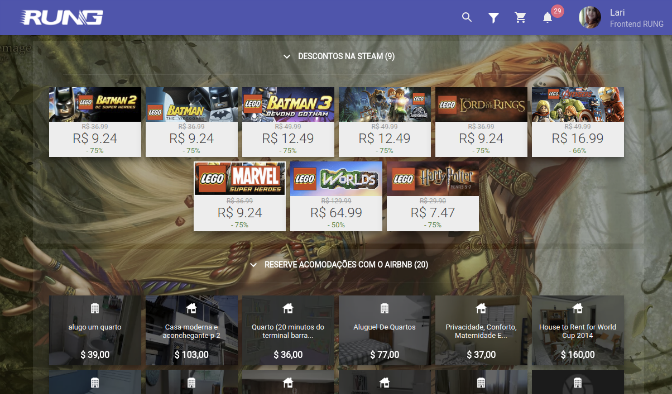 RUNG
29
Lari
Frontend RUNG
DESCONTOS NA STEAM (9)
LEGO BATMAN 2 DC SUPER HEROES
R$ 36.99
R$ 9.24
- 75%
LEGO BATMAN
R$ 36.99
R$ 9.24
- 75%
LEGO BATMAN 3 BEYOND GOTHAM
R$ 49.99
R$ 12.49
- 75%
R$ 49.99
R$ 12.49
- 75%
LEGO LORD OF THE RINGS
R$ 36.99
R$ 9.24
- 75%
R$ 49.99
R$ 16.99
- 66%
LEGO MARVEL SUPER HEROES
R$ 36.99
R$ 9.24
- 75%
LEGO WORLDS
R$ 129.99
R$ 64.99
- 50%
LEGO Harry Potter
R$ 29.90
R$ 7.47
- 75%
RESERVE ACOMODAÇÕES COM O AIRBNB (20)
alugo um quarto
$ 39,00
Casa moderna e
aconchegante p 2
$ 103,00
Quarto (20 minutos do
terminal barra...
$ 36,00
Aluguel De Quartos
$ 77,00
Privacidade, Conforto,
Maternidade E...
$ 37,00
House to Rent for World
Cup 2014
$ 160,00